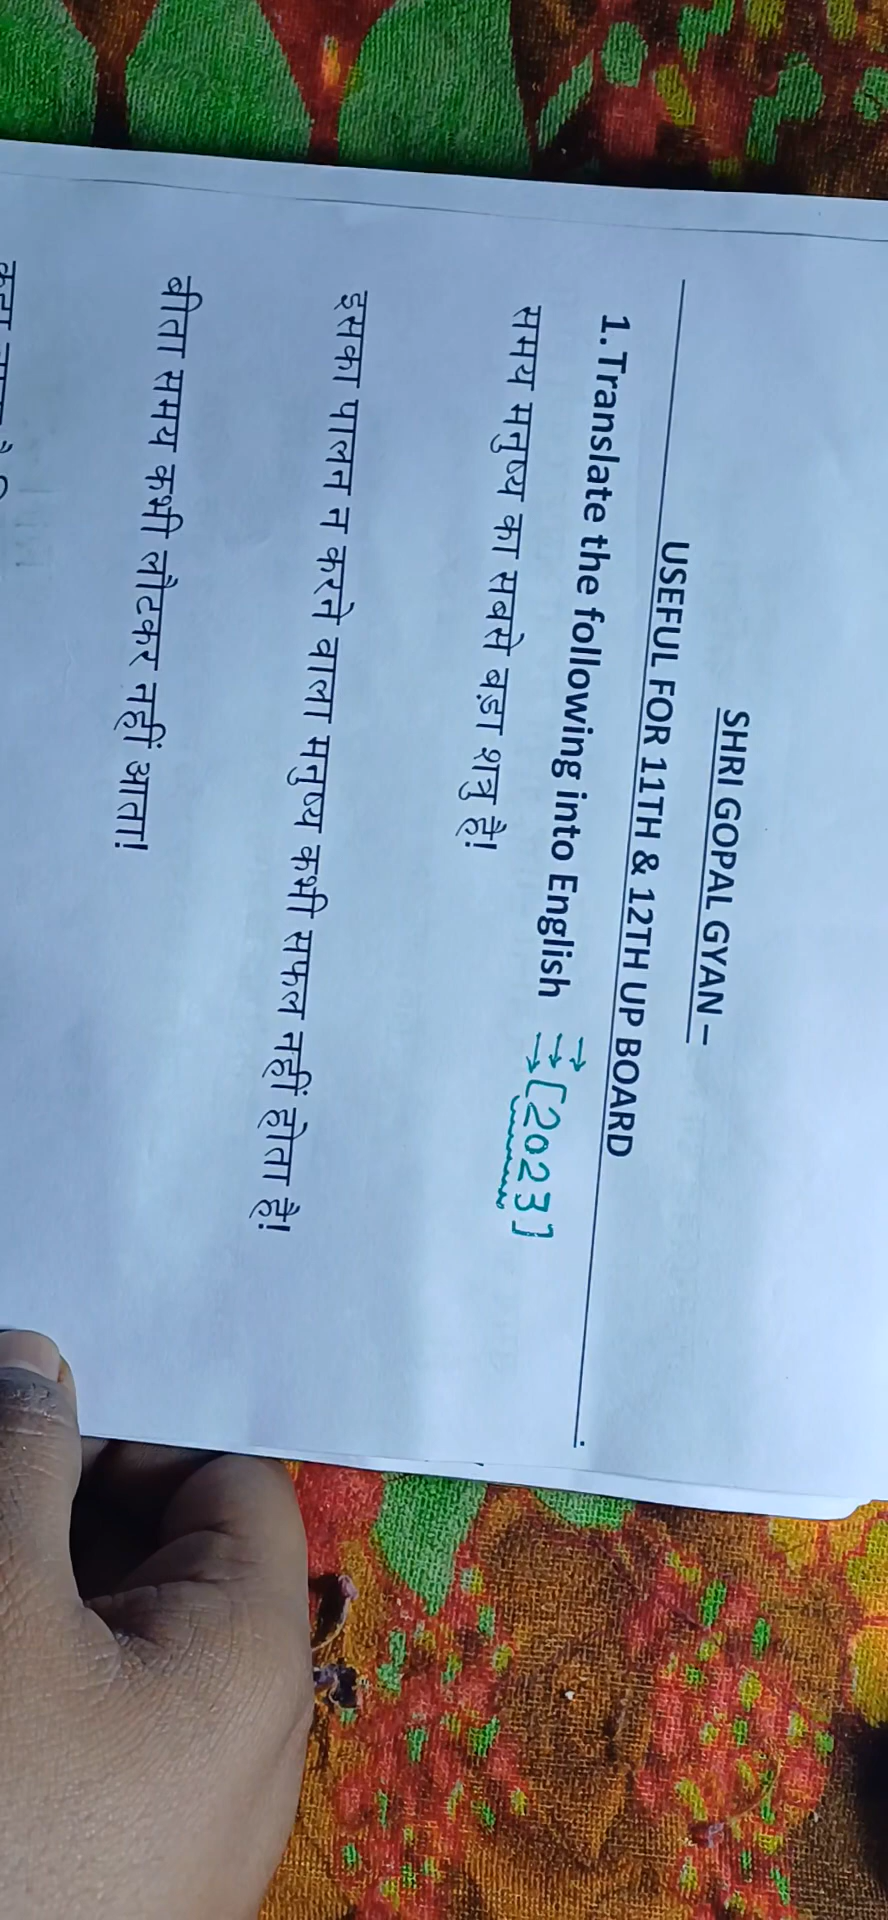 SHRI GOPAL GYAN–
USEFUL FOR 11TH & 12TH UP BOARD
1. Translate the following into English →→→ [2023]
समय मनुष्य का सबसे बड़ा शत्रु है!
इसका पालन न करने वाला मनुष्य कभी सफल नहीं होता है!
बीता समय कभी लौटकर नहीं आता!